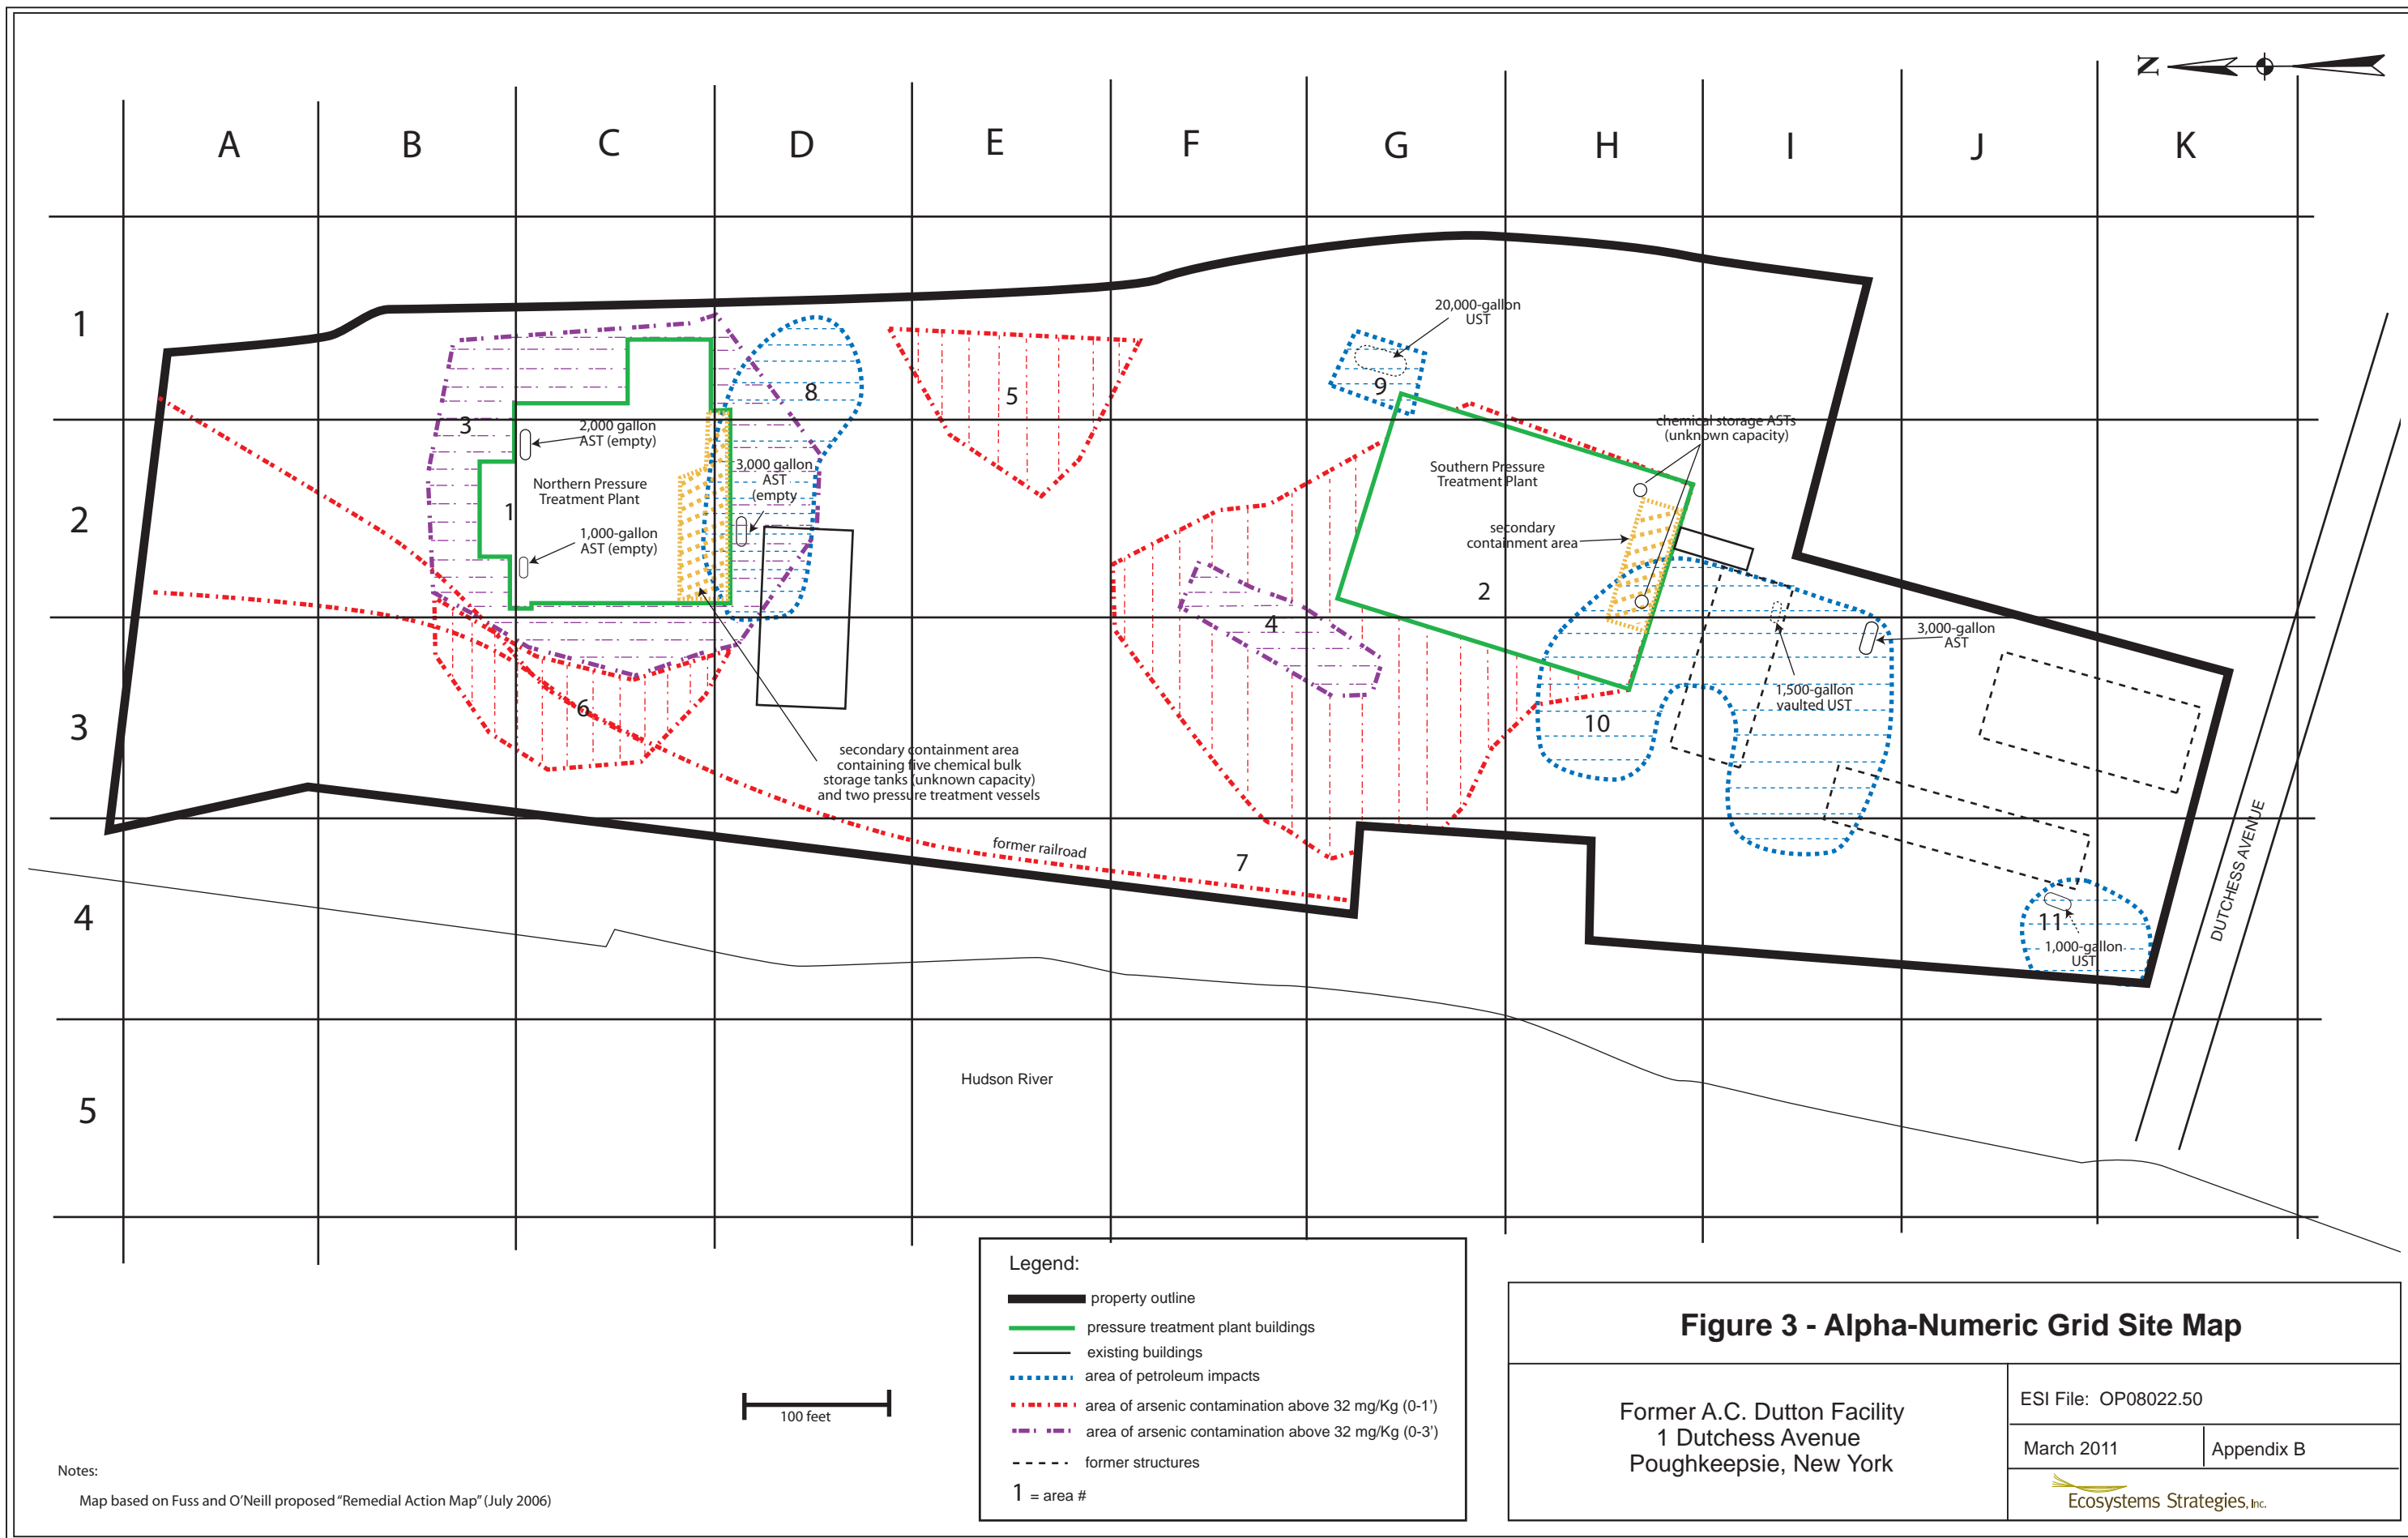 N
A
B
C
D
E
F
G
H
I
J
K
1
2
3
4
5
20,000-gallon
UST
9
8
5
3
2,000 gallon
AST (empty)
3,000 gallon
AST
(empty
Northern Pressure
Treatment Plant
1
1,000-gallon
AST (empty)
chemical storage ASTs
(unknown capacity)
Southern Pressure
Treatment Plant
secondary
containment area
2
4
3,000-gallon
AST
1,500-gallon
vaulted UST
6
10
secondary containment area
containing five chemical bulk
storage tanks (unknown capacity)
and two pressure treatment vessels
former railroad
7
11
1,000-gallon
UST
DUTCHESS AVENUE
Hudson River
Legend:
property outline
pressure treatment plant buildings
existing buildings
area of petroleum impacts
area of arsenic contamination above 32 mg/Kg (0-1’)
area of arsenic contamination above 32 mg/Kg (0-3’)
former structures
1 = area #
100 feet
Notes:
Map based on Fuss and O’Neill proposed “Remedial Action Map” (July 2006)
Figure 3 - Alpha-Numeric Grid Site Map
Former A.C. Dutton Facility
1 Dutchess Avenue
Poughkeepsie, New York
ESI File: OP08022.50
March 2011
Appendix B
Ecosystems Strategies, Inc.